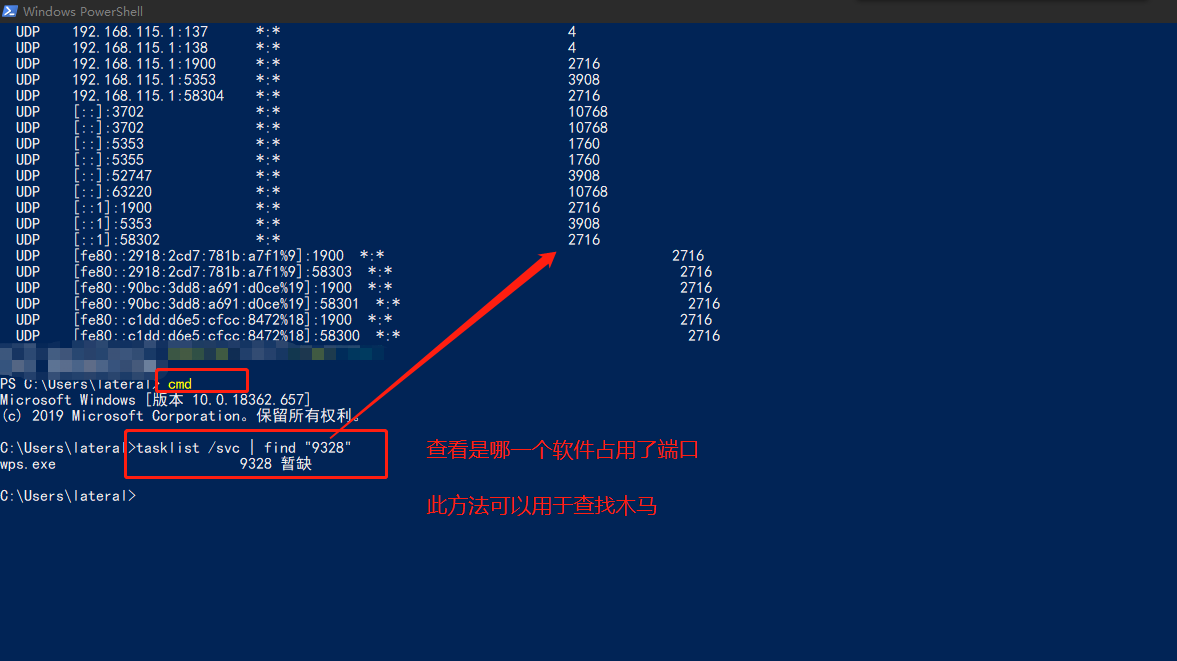 Windows PowerShell
UDP 192.168.115.1:137 *:* 4
UDP 192.168.115.1:138 *:* 4
UDP 192.168.115.1:1900 *:* 2716
UDP 192.168.115.1:5353 *:* 3908
UDP 192.168.115.1:58304 *:* 2716
UDP [::]:3702 *:* 10768
UDP [::]:3702 *:* 10768
UDP [::]:5353 *:* 1760
UDP [::]:5355 *:* 1760
UDP [::]:52747 *:* 3908
UDP [::]:63220 *:* 10768
UDP [::1]:1900 *:* 2716
UDP [::1]:5353 *:* 3908
UDP [::1]:58302 *:* 2716
UDP [fe80::2918:2cd7:781b:a7f1%9]:1900 *:* 2716
UDP [fe80::2918:2cd7:781b:a7f1%9]:58303 *:* 2716
UDP [fe80::90bc:3dd8:a691:d0ce%19]:1900 *:* 2716
UDP [fe80::90bc:3dd8:a691:d0ce%19]:58301 *:* 2716
UDP [fe80::c1dd:d6e5:cfcc:8472%18]:1900 *:* 2716
UDP [fe80::c1dd:d6e5:cfcc:8472%18]:58300 *:* 2716
PS C:\Users\lateral> cmd
Microsoft Windows [版本 10.0.18362.657]
(c) 2019 Microsoft Corporation。保留所有权利。
C:\Users\lateral>tasklist /svc | find "9328"
wps.exe 9328 暂缺
查看是哪一个软件占用了端口
C:\Users\lateral>
此方法可以用于查找木马